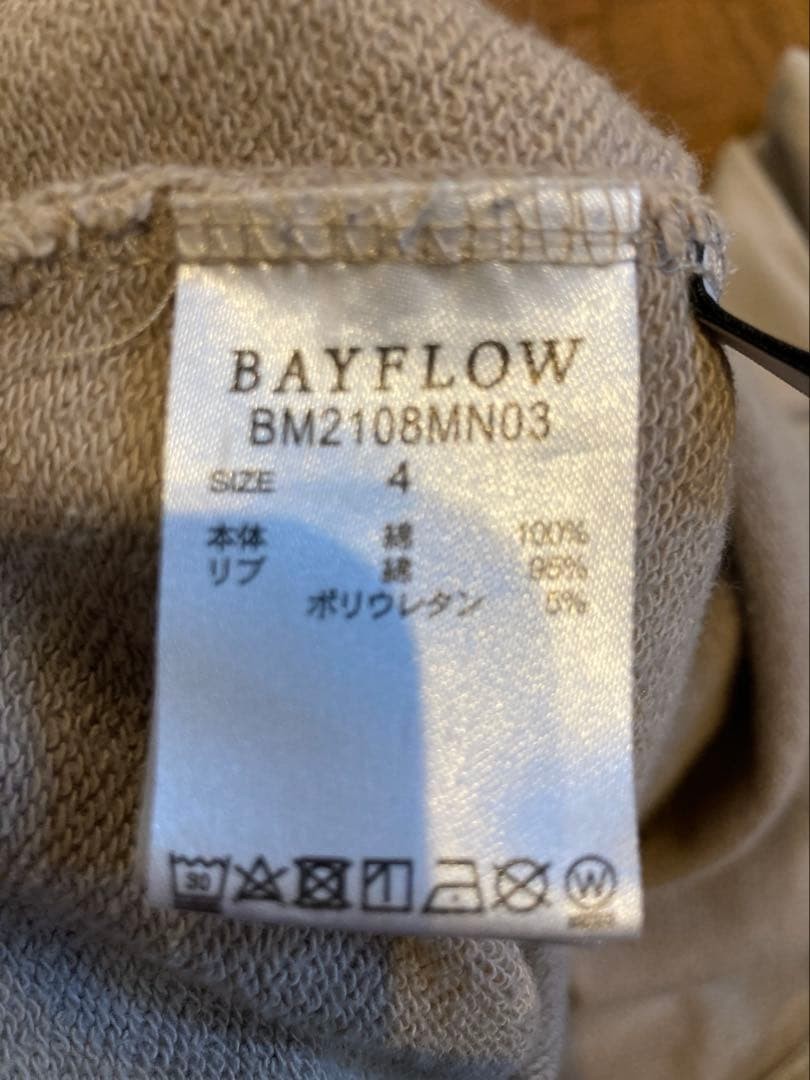 BAYFLOW
BM2108MN03
SIZE 4
本体 綿 100%
リブ 綿 95%
ポリウレタン 5%
30
W